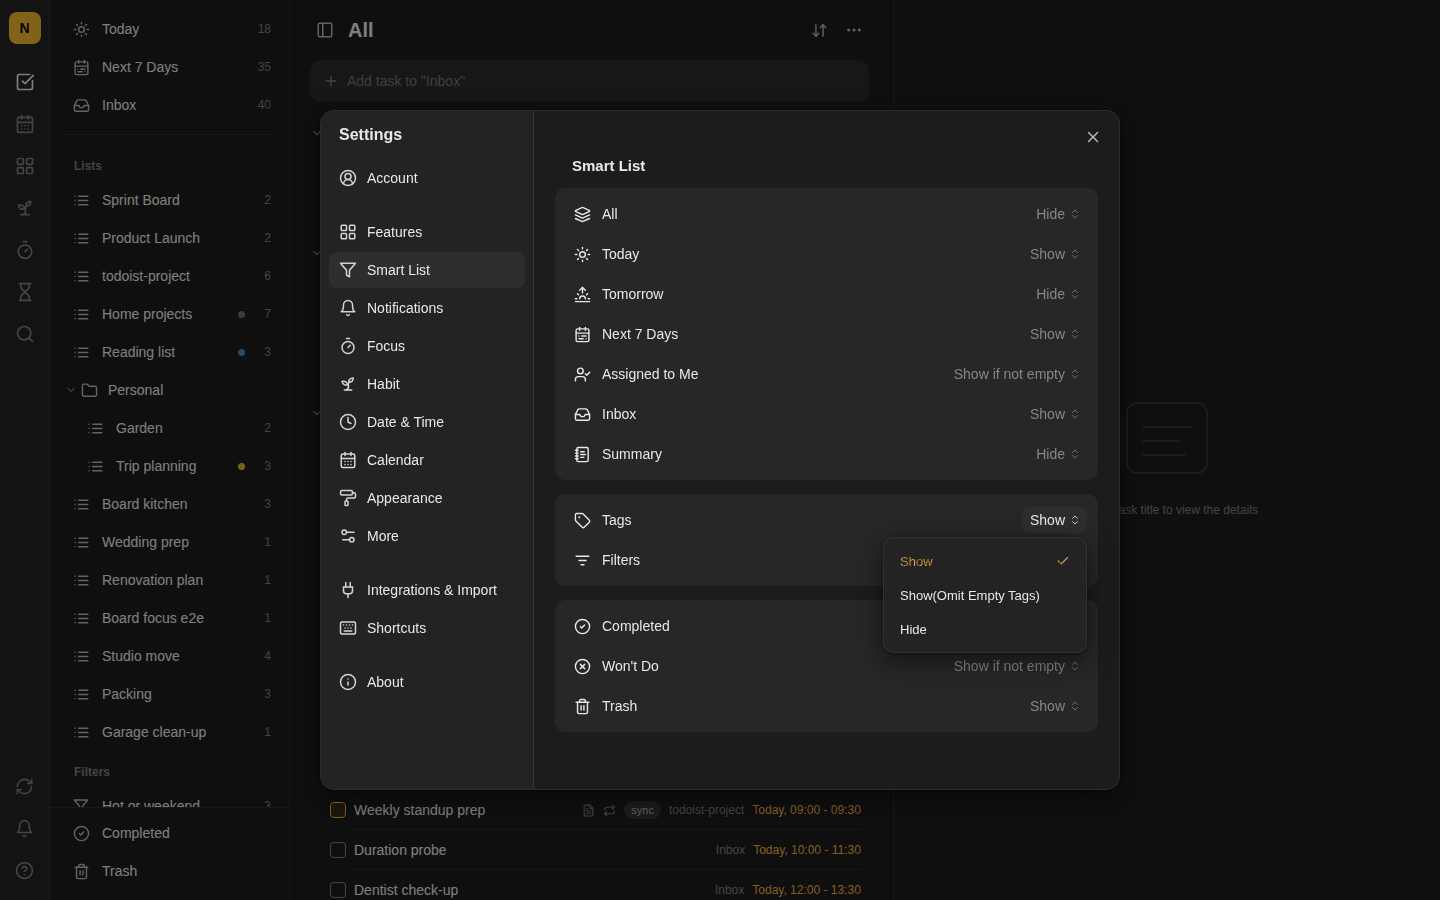 N
Today 18
Next 7 Days 35
Inbox 40
Lists
Sprint Board 2
Product Launch 2
todoist-project 6
Home projects 7
Reading list 3
Personal
Garden 2
Trip planning 3
Board kitchen 3
Wedding prep 1
Renovation plan 1
Board focus e2e 1
Studio move 4
Packing 3
Garage clean-up 1
Filters
Hot or weekend 3
Completed
Trash
All
Add task to "Inbox"
Settings
Account
Features
Smart List
Notifications
Focus
Habit
Date & Time
Calendar
Appearance
More
Integrations & Import
Shortcuts
About
Smart List
All Hide
Today Show
Tomorrow Hide
Next 7 Days Show
Assigned to Me Show if not empty
Inbox Show
Summary Hide
Tags Show
Filters
Show
Show(Omit Empty Tags)
Hide
Completed
Won't Do Show if not empty
Trash Show
title to view the details
Weekly standup prep sync todoist-project Today, 09:00 - 09:30
Duration probe Inbox Today, 10:00 - 11:30
Dentist check-up Inbox Today, 12:00 - 13:30